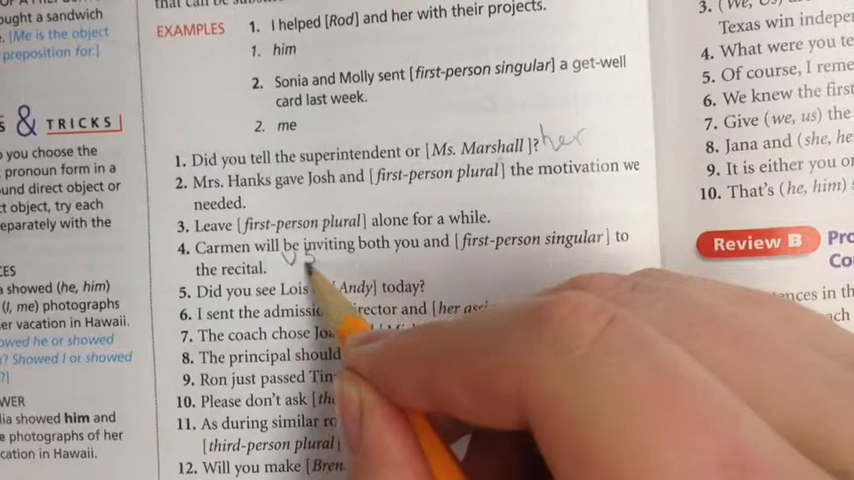 ought a sandwich
e. [Me is the object
preposition for.]
& TRICKS
o you choose the
pronoun form in a
und direct object or
ct object, try each
eparately with the
CES
a showed (he, him)
(I, me) photographs
er vacation in Hawaii.
owed he or showed
? Showed I or showed
?]
WER
lia showed him and
e photographs of her
cation in Hawaii.
that can be
EXAMPLES 1. I helped [Rod] and her with their projects.
1. him
2. Sonia and Molly sent [first-person singular] a get-well
card last week.
2. me
1. Did you tell the superintendent or [Ms. Marshall]? her
2. Mrs. Hanks gave Josh and [first-person plural] the motivation we
needed.
3. Leave [first-person plural] alone for a while.
4. Carmen will be inviting both you and [first-person singular] to
us
the recital.
5. Did you see Lois Andy] today?
6. I sent the admissi irector and [her
7. The coach chose
8. The principal should
9. Ron just passed
10. Please don't ask
11. As during similar
[third-person plural
12. Will you make [Bren
3. (We, Us)
Texas win indepen
4. What were you te
5. Of course, I reme
6. We knew the first
7. Give (we, us) the
8. Jana and (she, he
9. It is either you o
10. That's (he, him)
Review B Pro
Co
ences in th
each